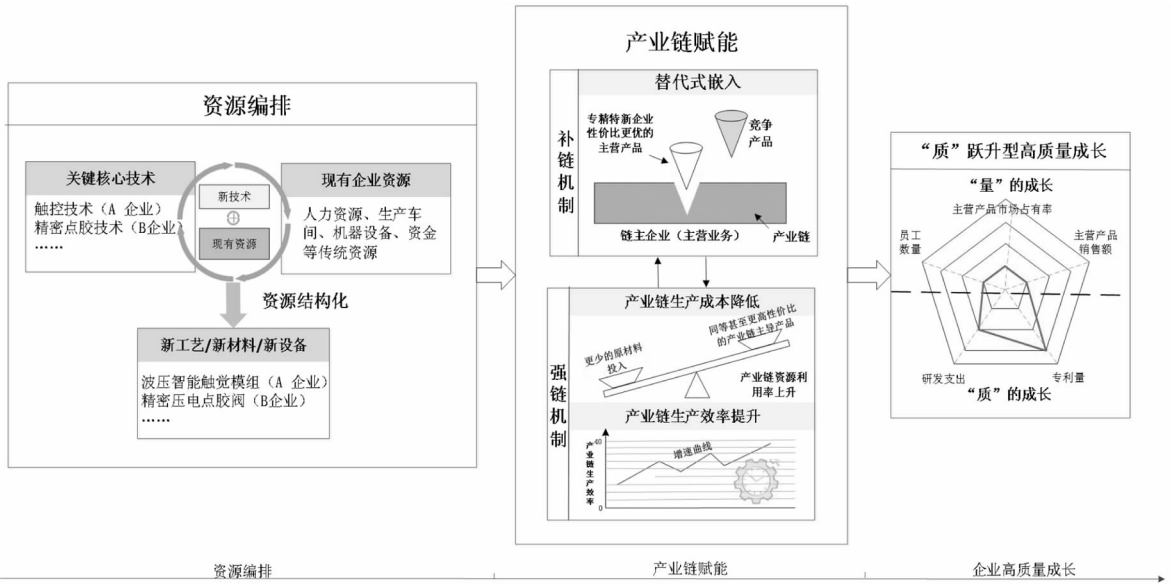 资源编排
关键核心技术
触控技术（A 企业）
精密点胶技术（B企业）
……
新技术
现有资源
现有企业资源
人力资源、生产车
间、机器设备、资金
等传统资源
资源结构化
新工艺/新材料/新设备
波压智能触觉模组（A 企业）
精密压电点胶阀（B企业）
……
产业链赋能
补链机制
替代式嵌入
专精特新企业
性价比更优的
主营产品
竞争
产品
链主企业（主营业务）
产业链
强链机制
产业链生产成本降低
更少的原材料
投入
同等甚至更高性价比
的产业链主导产品
产业链资源利
用率上升
产业链生产效率提升
产业链生产效率
40
0
增速曲线
“质”跃升型高质量成长
“量”的成长
主营产品市场占有率
员工
数量
主营产品
销售额
研发支出
专利量
“质”的成长
资源编排
产业链赋能
企业高质量成长